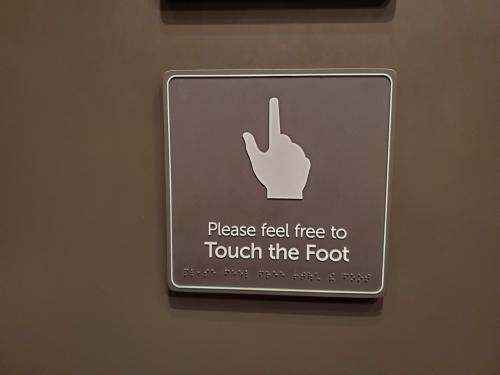 Please feel free to
Touch the Foot